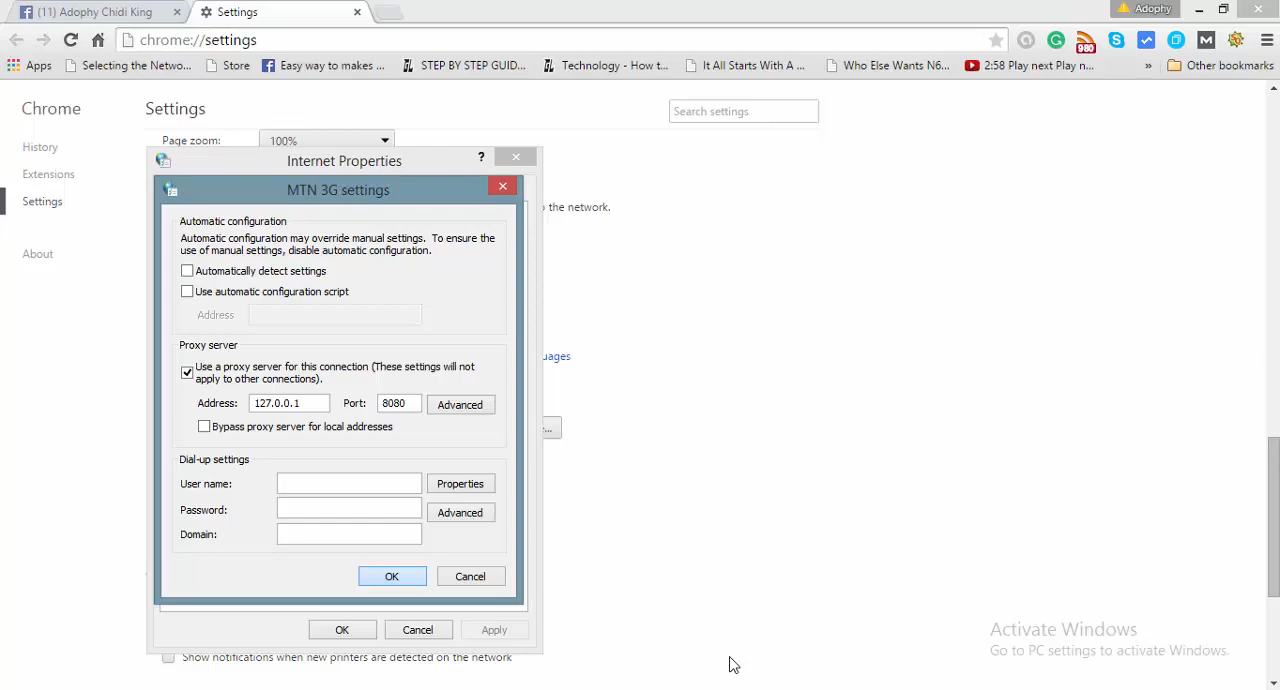 (11) Adophy Chidi King
Settings
Adophy
chrome://settings
980
Apps
Selecting the Netwo...
Store
Easy way to makes ...
STEP BY STEP GUID...
Technology - How t...
It All Starts With A ...
Who Else Wants N6...
2:58 Play next Play n...
»
Other bookmarks
Chrome
History
Extensions
Settings
About
Settings
Search settings
Page zoom:
100%
Internet Properties
?
MTN 3G settings
Automatic configuration
Automatic configuration may override manual settings. To ensure the
use of manual settings, disable automatic configuration.
Automatically detect settings
Use automatic configuration script
Address
Proxy server
Use a proxy server for this connection (These settings will not
apply to other connections).
Address: 127.0.0.1 Port: 8080 Advanced
Bypass proxy server for local addresses
Dial-up settings
User name: Properties
Password: Advanced
Domain:
OK Cancel
OK Cancel Apply
the network.
uages
...
Show notifications when new printers are detected on the network
Activate Windows
Go to PC settings to activate Windows.